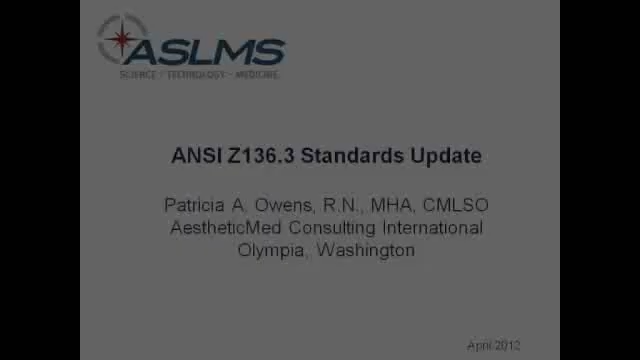 ASLMS
SCIENCE • TECHNOLOGY • MEDICINE
ANSI Z136.3 Standards Update
Patricia A. Owens, R.N., MHA, CMLSO
AestheticMed Consulting International
Olympia, Washington
April 2012